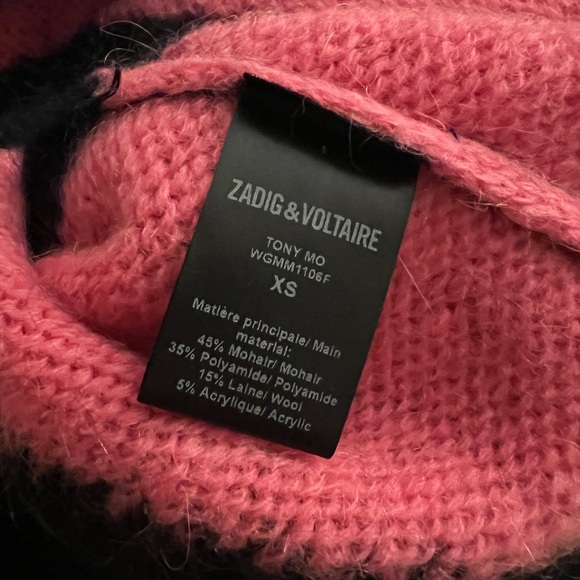 ZADIG&VOLTAIRE
TONY MO
WGMM1106F
XS
Matière principale/ Main
material:
45% Mohair/ Mohair
35% Polyamide/ Polyamide
15% Laine/ Wool
5% Acrylique/ Acrylic